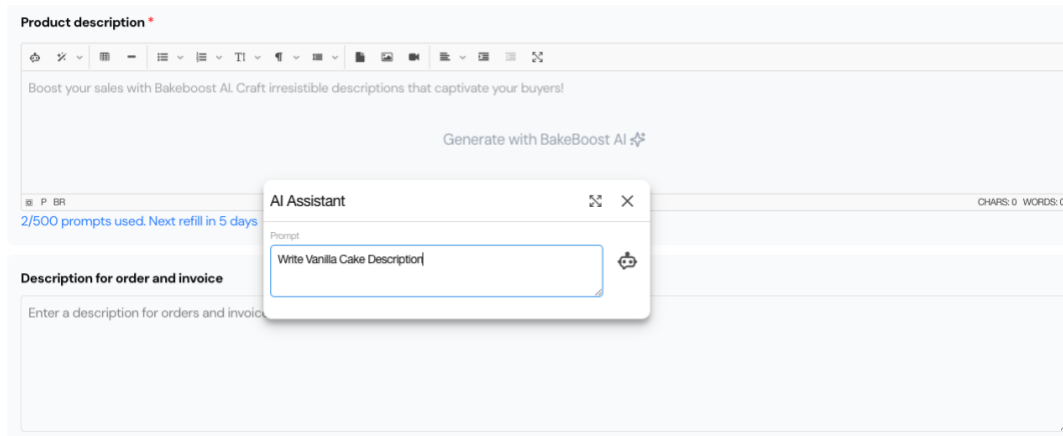 Product description *
Boost your sales with Bakeboost AI. Craft irresistible descriptions that captivate your buyers!
Generate with BakeBoost AI
P BR
CHARS: 0 WORDS: 0
2/500 prompts used. Next refill in 5 days
AI Assistant
Prompt
Write Vanilla Cake Description
Description for order and invoice
Enter a description for orders and invoic